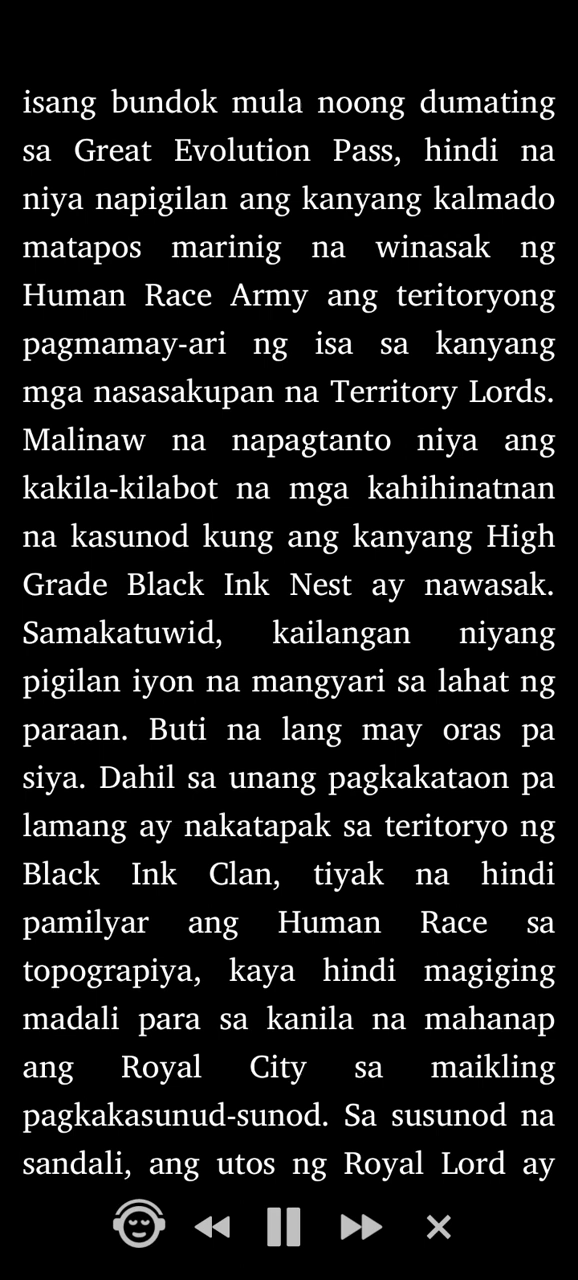 isang bundok mula noong dumating
sa Great Evolution Pass, hindi na
niya napigilan ang kanyang kalmado
matapos marinig na winasak ng
Human Race Army ang teritoryong
pagmamay-ari ng isa sa kanyang
mga nasasakupan na Territory Lords.
Malinaw na napagtanto niya ang
kakila-kilabot na mga kahihinatnan
na kasunod kung ang kanyang High
Grade Black Ink Nest ay nawasak.
Samakatuwid, kailangan niyang
pigilan iyon na mangyari sa lahat ng
paraan. Buti na lang may oras pa
siya. Dahil sa unang pagkakataon pa
lamang ay nakatapak sa teritoryo ng
Black Ink Clan, tiyak na hindi
pamilyar ang Human Race sa
topograpiya, kaya hindi magiging
madali para sa kanila na mahanap
ang Royal City sa maikling
pagkakasunud-sunod. Sa susunod na
sandali, ang utos ng Royal Lord ay